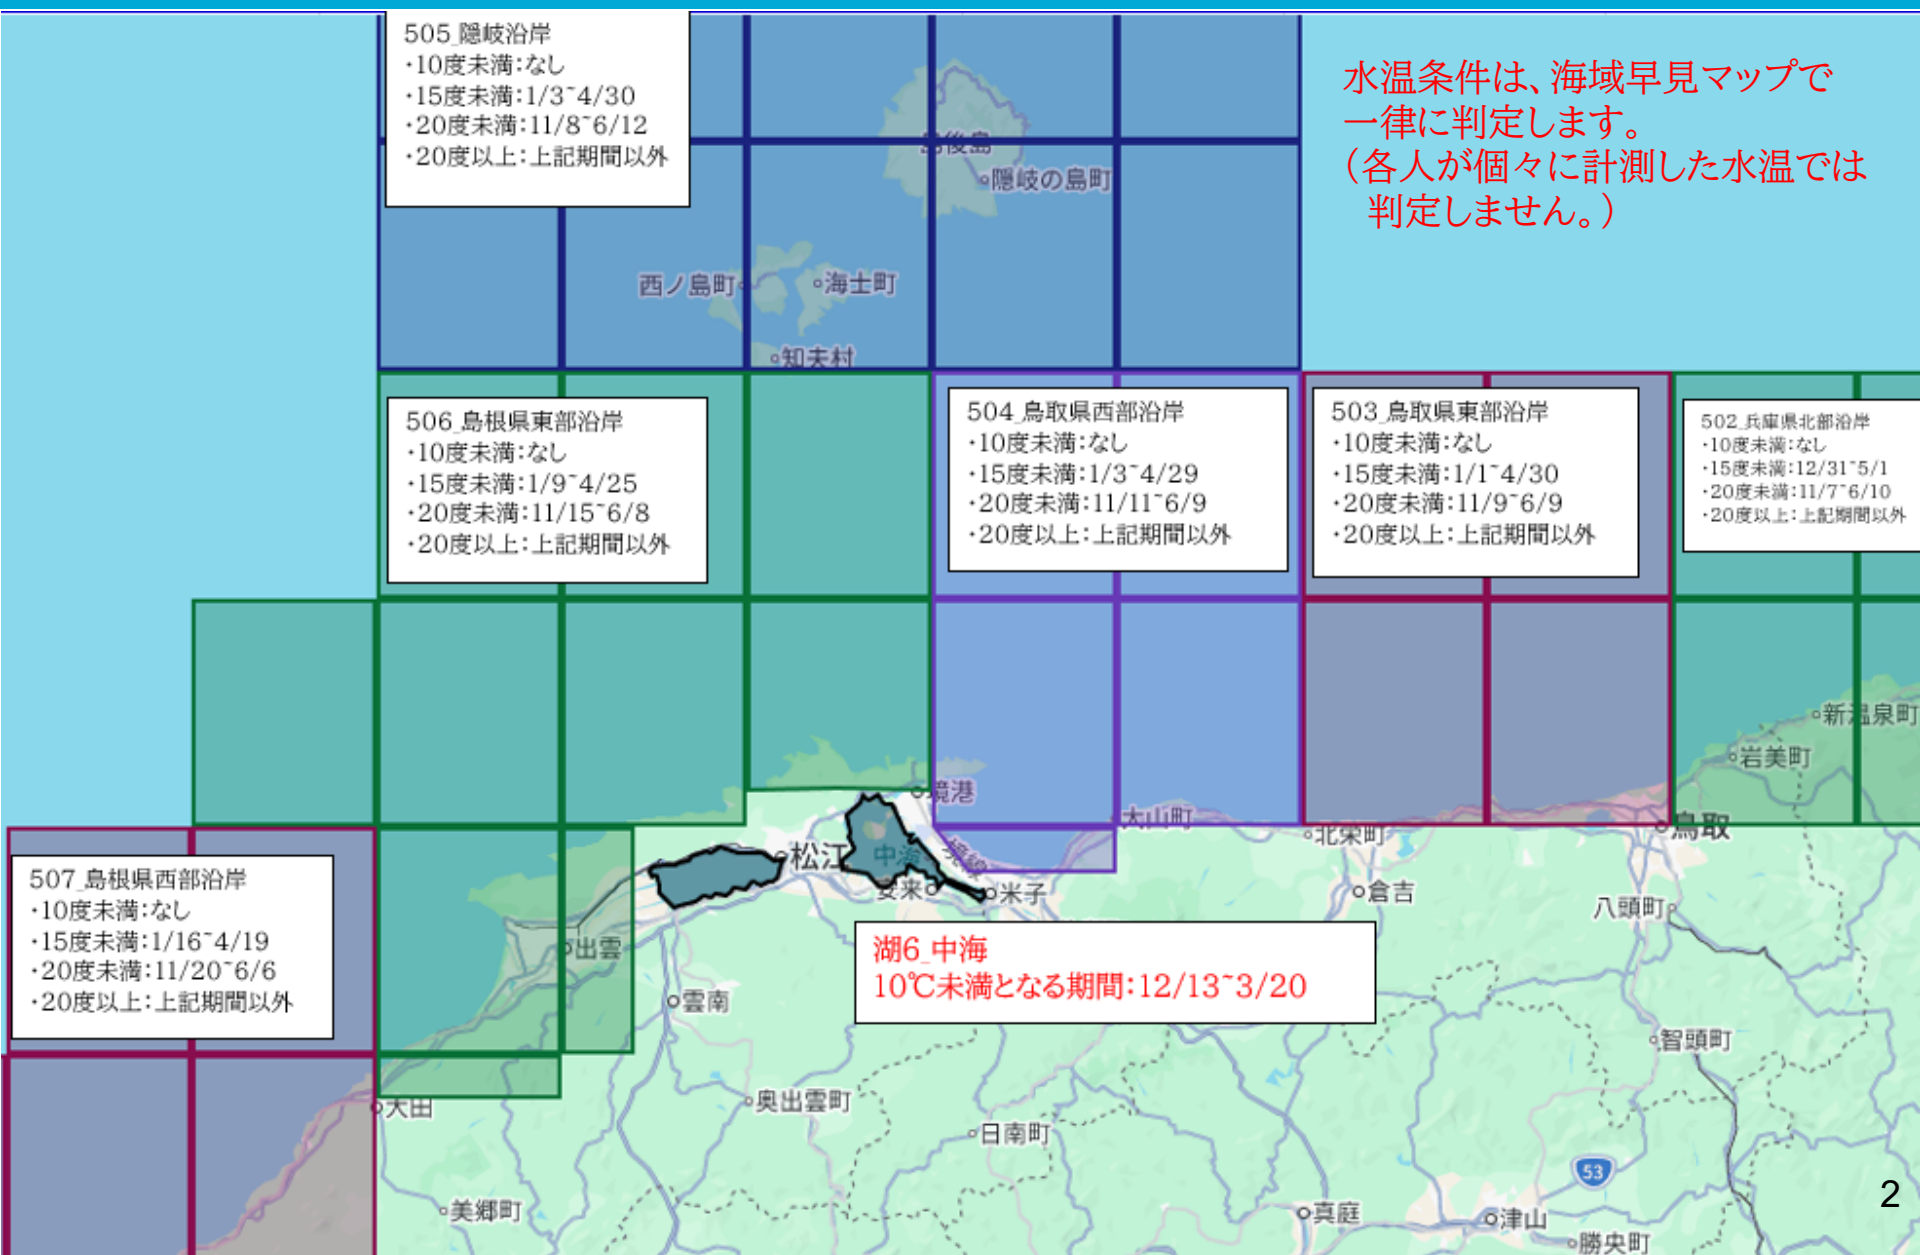 505_隠岐沿岸
・10度未満:なし
・15度未満:1/3~4/30
・20度未満:11/8~6/12
・20度以上:上記期間以外
水温条件は、海域早見マップで
一律に判定します。
(各人が個々に計測した水温では
判定しません。)
島後島
隠岐の島町
西ノ島町
海士町
知夫村
506_島根県東部沿岸
・10度未満:なし
・15度未満:1/9~4/25
・20度未満:11/15~6/8
・20度以上:上記期間以外
504_鳥取県西部沿岸
・10度未満:なし
・15度未満:1/3~4/29
・20度未満:11/11~6/9
・20度以上:上記期間以外
503_鳥取県東部沿岸
・10度未満:なし
・15度未満:1/1~4/30
・20度未満:11/9~6/9
・20度以上:上記期間以外
502_兵庫県北部沿岸
・10度未満:なし
・15度未満:12/31~5/1
・20度未満:11/7~6/10
・20度以上:上記期間以外
新温泉町
岩美町
境港
大山町
北栄町
鳥取
松江
中海
境線
安来
米子
倉吉
八頭町
507_島根県西部沿岸
・10度未満:なし
・15度未満:1/16~4/19
・20度未満:11/20~6/6
・20度以上:上記期間以外
出雲
雲南
湖6_中海
10℃未満となる期間:12/13~3/20
智頭町
大田
奥出雲町
日南町
53
美郷町
真庭
津山
勝央町
2